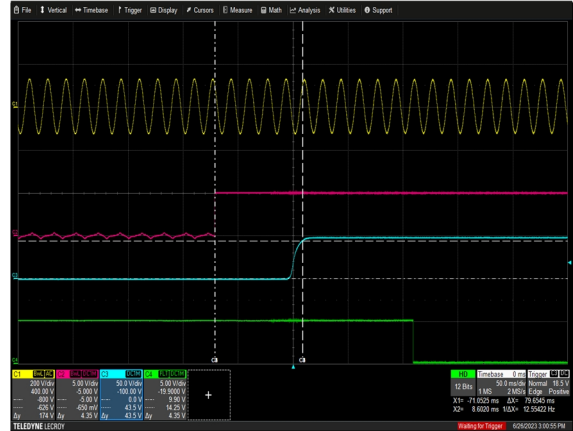 File Vertical Timebase Trigger Display Cursors Measure Math Analysis Utilities Support
C1 C2 C3 DC1M C4
200 V/div 5.00 V/div 50.0 V/div 5.00 V/div
400.00 V -5.000 V -100.00 V -19.9000 V
-800 V -5.00 V 0.0 V 9.90 V
-626 V -650 mV 43.5 V 14.25 V
Δy 174 V Δy 4.35 V Δy 43.5 V Δy 4.35 V
+
HD Timebase 0 ms Trigger C3 DC
12 Bits 50.0 ms/div Normal 18.5 V
1 MS 2 MS/s Edge Positive
X1= -71.0525 ms ΔX= 79.6545 ms
X2= 8.6020 ms 1/ΔX= 12.55422 Hz
TELEDYNE LECROY Waiting for Trigger 6/26/2023 3:00:55 PM